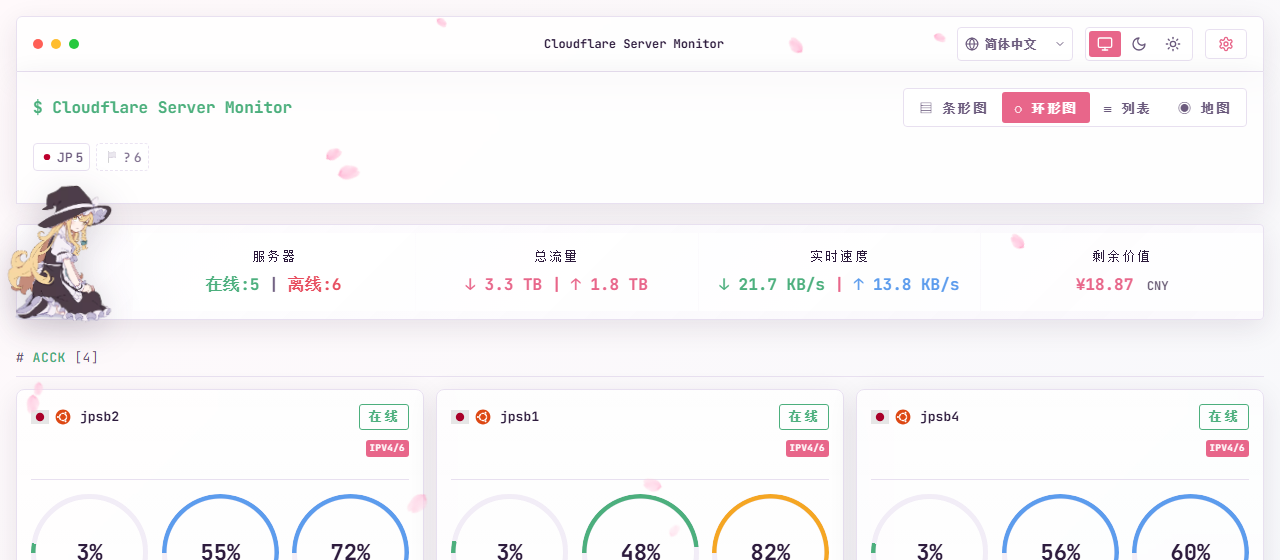 Cloudflare Server Monitor
简体中文
$ Cloudflare Server Monitor
条形图
环形图
列表
地图
JP 5
? 6
服务器
在线:5 | 离线:6
总流量
↓ 3.3 TB | ↑ 1.8 TB
实时速度
↓ 21.7 KB/s | ↑ 13.8 KB/s
剩余价值
¥18.87 CNY
# ACCK [4]
jpsb2
在线
IPV4/6
3%
55%
72%
jpsb1
在线
IPV4/6
3%
48%
82%
jpsb4
在线
IPV4/6
3%
56%
60%